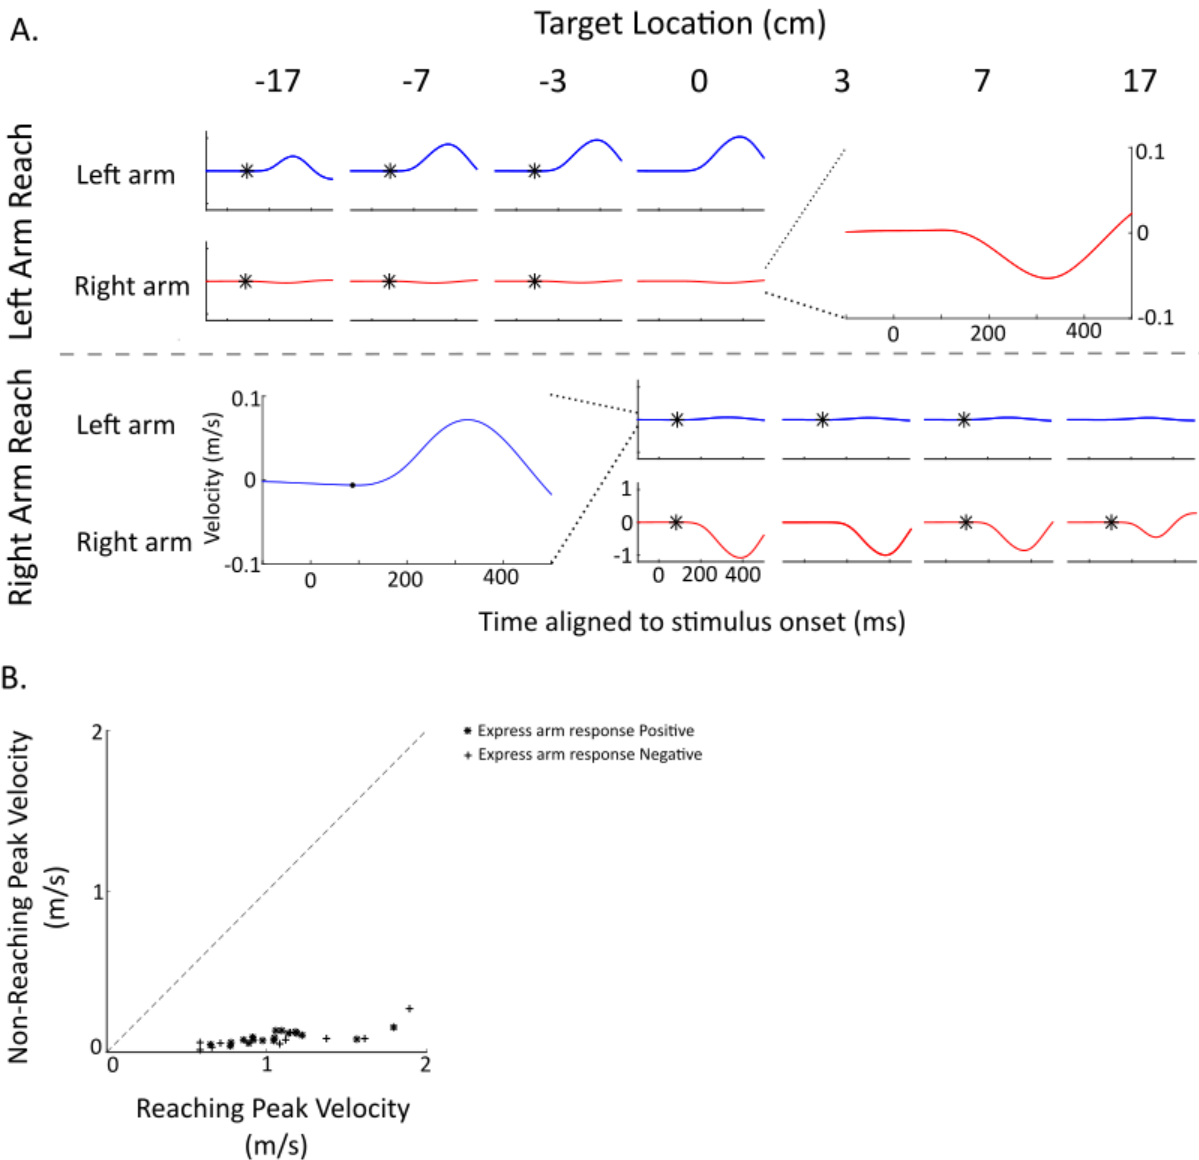 A.
Target Location (cm)
-17 -7 -3 0 3 7 17
Left Arm Reach
Left arm
Right arm
0.1
0
-0.1
0 200 400
Right Arm Reach
Left arm
Right arm
Velocity (m/s)
0.1
0
-0.1
0 200 400
1
0
-1
0 200 400
Time aligned to stimulus onset (ms)
B.
Non-Reaching Peak Velocity
(m/s)
2
1
0
0 1 2
Express arm response Positive
Express arm response Negative
Reaching Peak Velocity
(m/s)